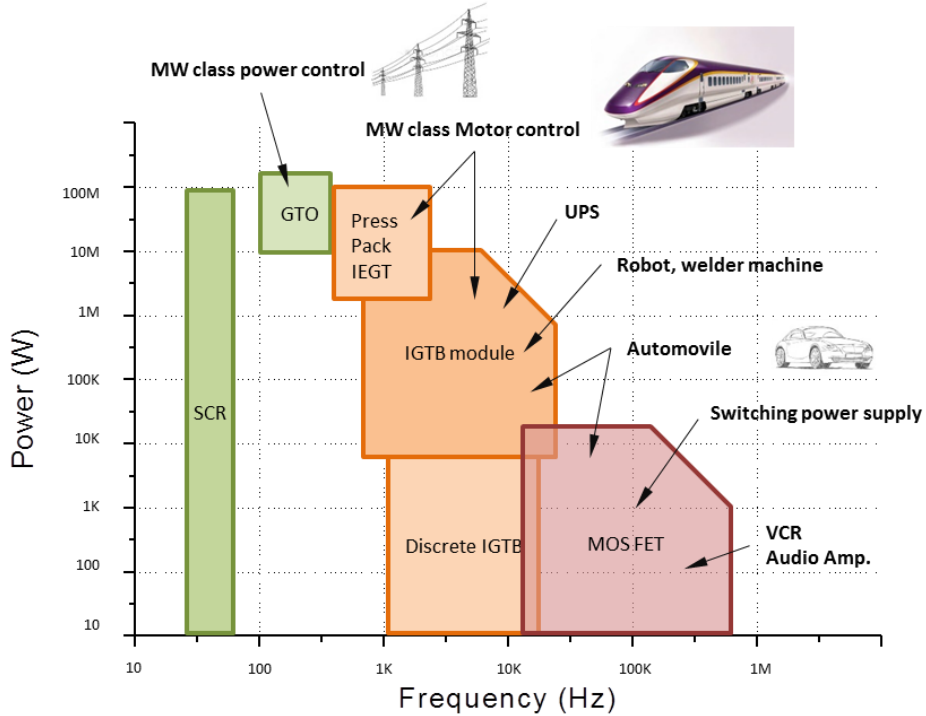 MW class power control
MW class Motor control
UPS
Robot, welder machine
Automovile
Switching power supply
VCR
Audio Amp.
GTO
Press
Pack
IEGT
IGTB module
SCR
Discrete IGTB
MOS FET
Power (W)
100M
10M
1M
100K
10K
1K
100
10
10
100
1K
10K
100K
1M
Frequency (Hz)